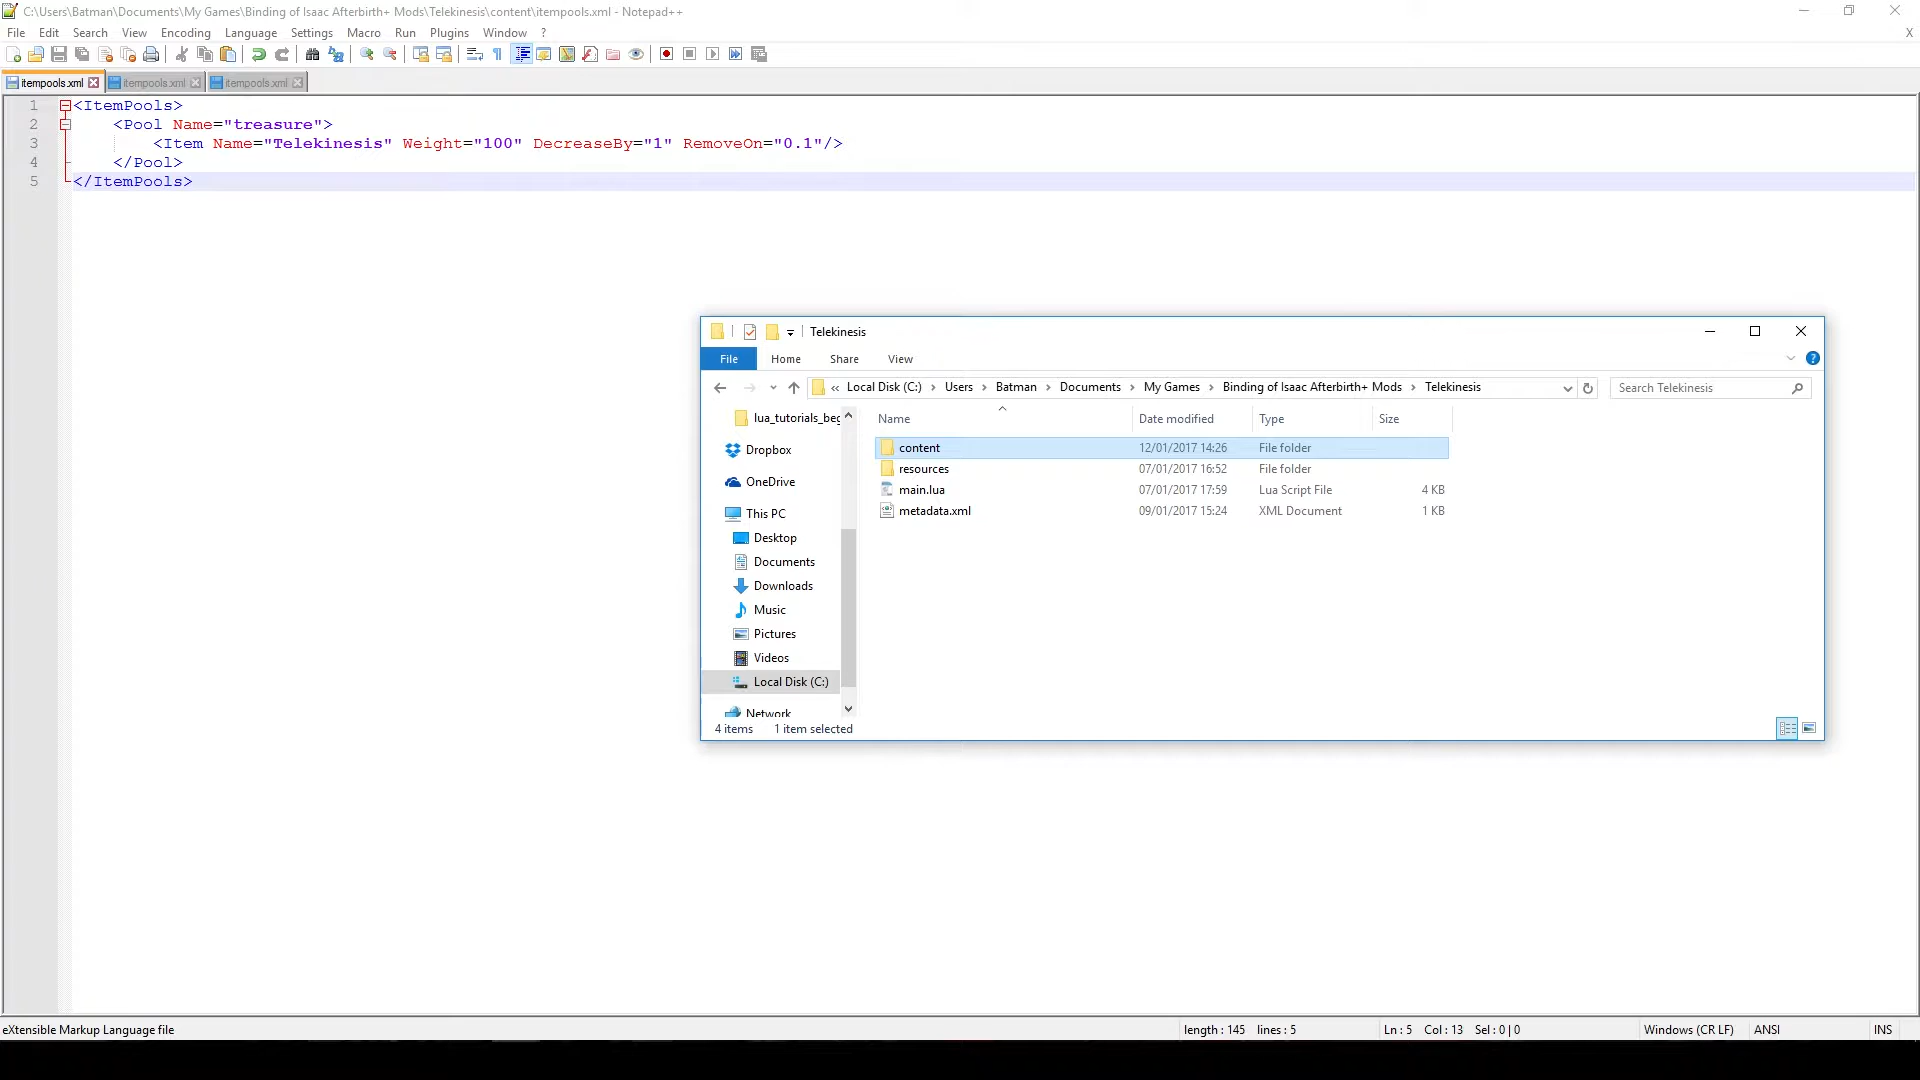 C:\Users\Batman\Documents\My Games\Binding of Isaac Afterbirth+ Mods\Telekinesis\content\itempools.xml - Notepad++
File Edit Search View Encoding Language Settings Macro Run Plugins Window ? X
itempools.xml itempools.xml itempools.xml
1 <ItemPools>
2 <Pool Name="treasure">
3 <Item Name="Telekinesis" Weight="100" DecreaseBy="1" RemoveOn="0.1"/>
4 </Pool>
5 </ItemPools>
Telekinesis
File Home Share View
« Local Disk (C:) › Users › Batman › Documents › My Games › Binding of Isaac Afterbirth+ Mods › Telekinesis
Search Telekinesis
Name Date modified Type Size
lua_tutorials_beg
Dropbox
OneDrive
This PC
Desktop
Documents
Downloads
Music
Pictures
Videos
Local Disk (C:)
Network
content 12/01/2017 14:26 File folder
resources 07/01/2017 16:52 File folder
main.lua 07/01/2017 17:59 Lua Script File 4 KB
metadata.xml 09/01/2017 15:24 XML Document 1 KB
4 items 1 item selected
eXtensible Markup Language file length : 145 lines : 5 Ln : 5 Col : 13 Sel : 0 | 0 Windows (CR LF) ANSI INS